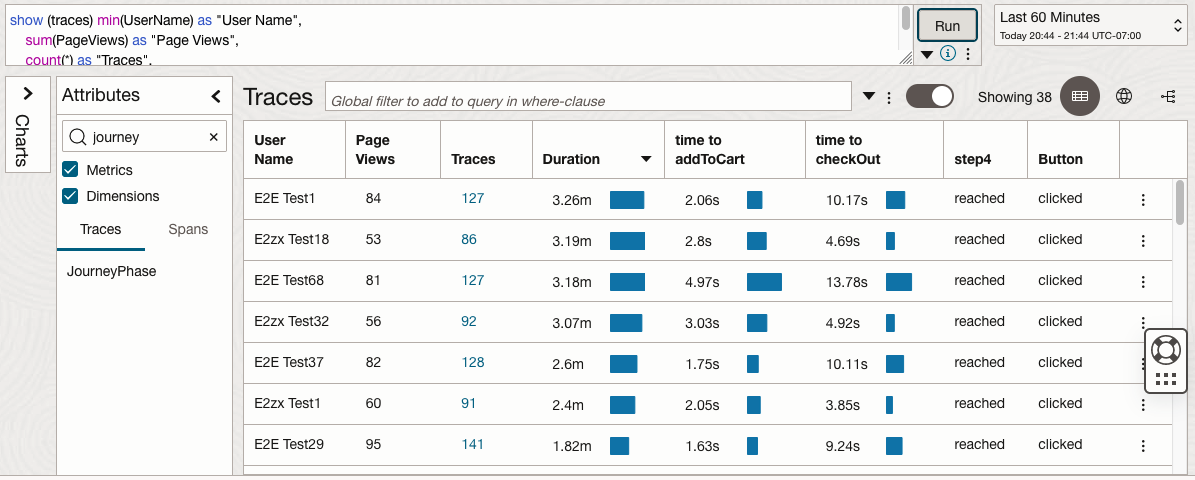 show (traces) min(UserName) as "User Name",
sum(PageViews) as "Page Views",
count(*) as "Traces",
Run
Last 60 Minutes
Today 20:44 - 21:44 UTC-07:00
Charts
Attributes
journey
Metrics
Dimensions
Traces Spans
JourneyPhase
Traces
Global filter to add to query in where-clause
Showing 38
User Name Page Views Traces Duration time to addToCart time to checkOut step4 Button
E2E Test1 84 127 3.26m 2.06s 10.17s reached clicked
E2zx Test18 53 86 3.19m 2.8s 4.69s reached clicked
E2E Test68 81 127 3.18m 4.97s 13.78s reached clicked
E2zx Test32 56 92 3.07m 3.03s 4.92s reached clicked
E2E Test37 82 128 2.6m 1.75s 10.11s reached clicked
E2zx Test1 60 91 2.4m 2.05s 3.85s reached clicked
E2E Test29 95 141 1.82m 1.63s 9.24s reached clicked